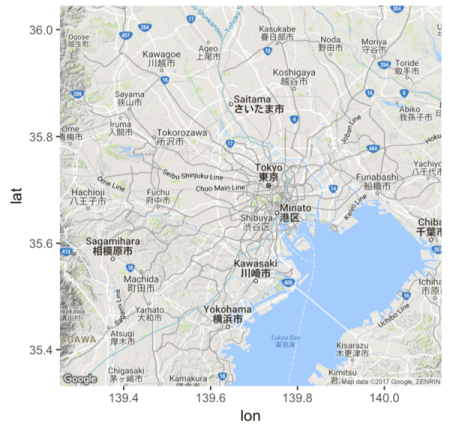 36.0
35.8
35.6
35.4
lat
139.4
139.6
139.8
140.0
lon
Kasukabe
春日部市
Noda
野田市
Moriya
守谷市
Ageo
上尾市
Kawagoe
川越市
Koshigaya
越谷市
Toride
取手市
Sayama
狭山市
Saitama
さいたま市
Abiko
我孫子市
Iruma
入間市
Tokorozawa
所沢市
Ome
青梅市
Joban Line
Hachioji
八王子市
Ome Line
Seibu Shinjuku Line
Chuo Main Line
Fuchu
府中市
Tokyo
東京
Funabashi
船橋市
Yachiyo
八千代市
Shibuya
渋谷区
Minato
港区
Keiyo Line
Chiba
千葉市
Sagamihara
相模原市
Machida
町田市
Kawasaki
川崎市
Yamato
大和市
Atsugi
厚木市
Yokohama
横浜市
Tokyo Bay
Uchibo Line
Kisarazu
木更津市
Kimitsu
AGAWA
Chigasaki
茅ヶ崎市
Kamakura
Google
Map data ©2017 Google, ZENRIN